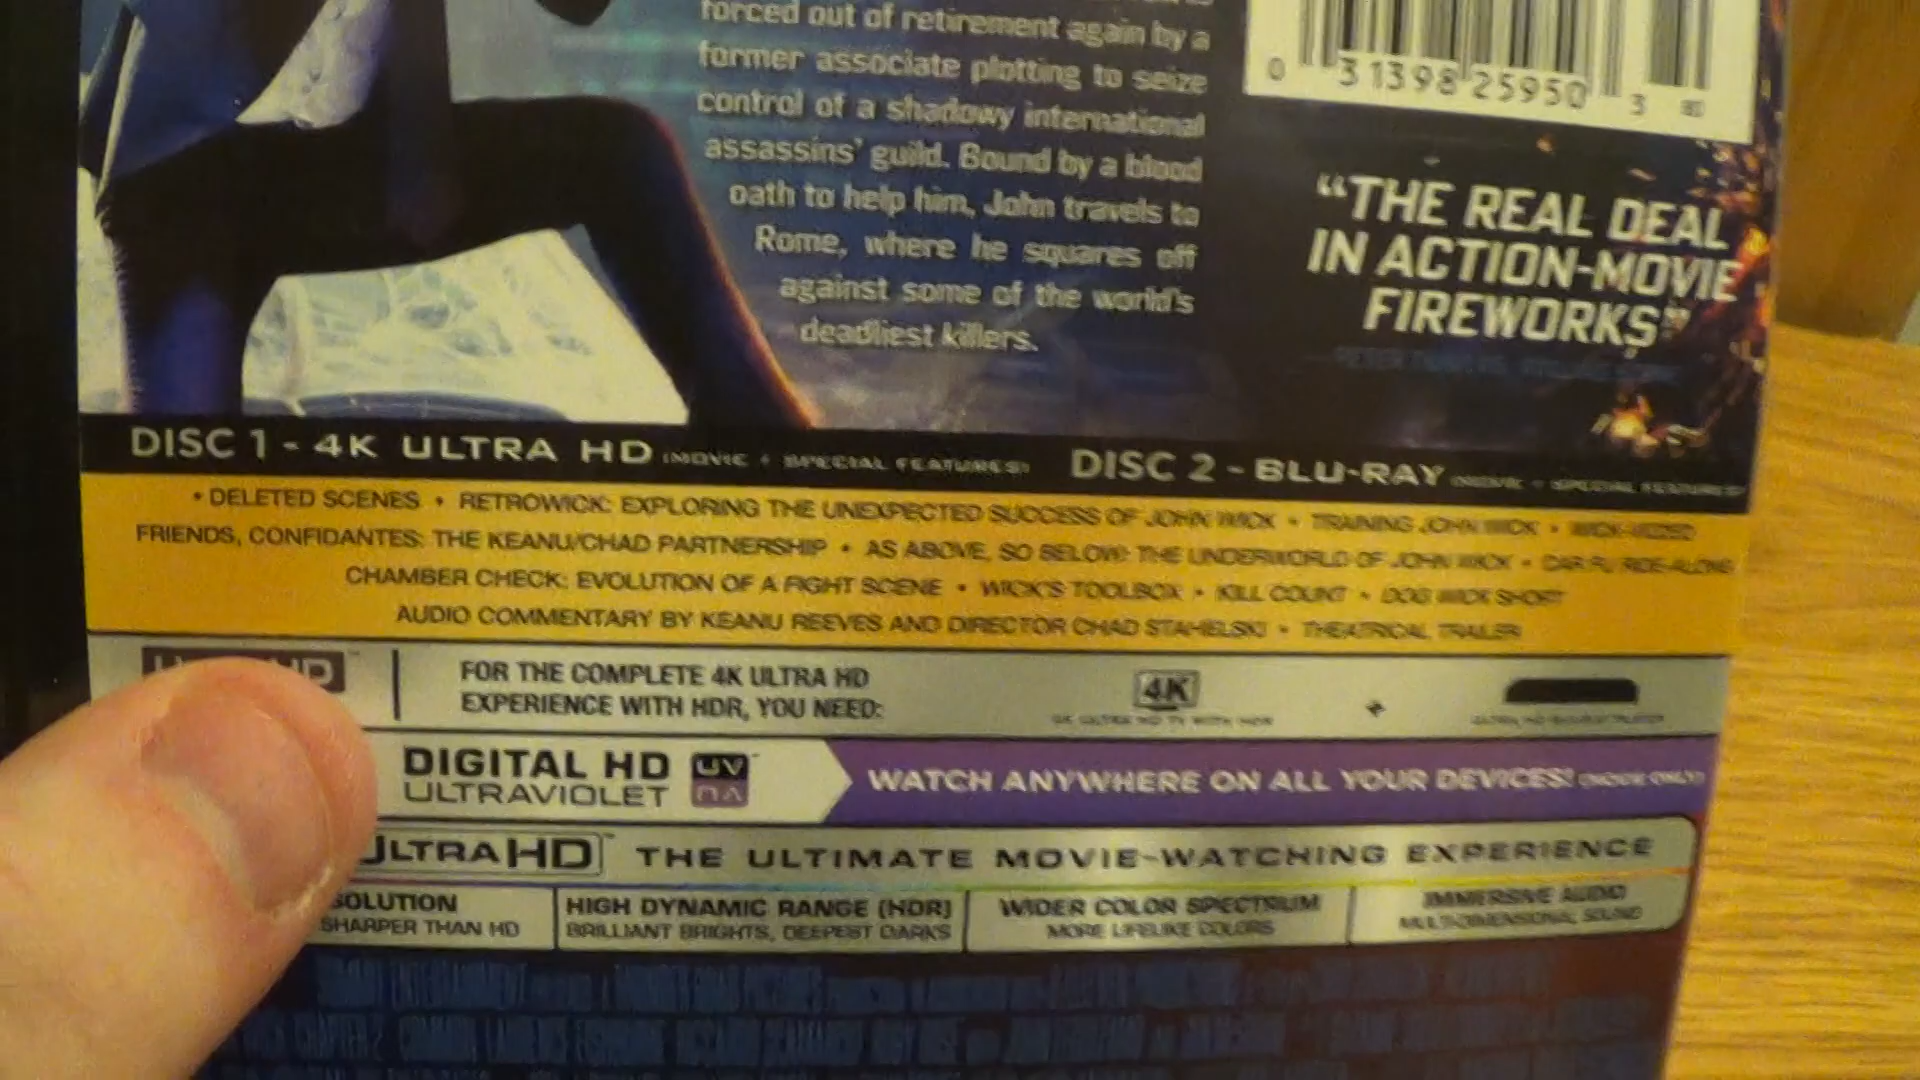 forced out of retirement again by a
former associate plotting to seize
control of a shadowy international
assassins' guild. Bound by a blood
oath to help him, John travels to
Rome, where he squares off
against some of the world's
deadliest killers.
0 31398 25950 3
“THE REAL DEAL
IN ACTION-MOVIE
FIREWORKS”
DISC 1 - 4K ULTRA HD (MOVIE + SPECIAL FEATURES) DISC 2 - BLU-RAY (MOVIE + SPECIAL FEATURES)
• DELETED SCENES • RETROWICK: EXPLORING THE UNEXPECTED SUCCESS OF JOHN WICK • TRAINING JOHN WICK • WICK-VIZED
FRIENDS, CONFIDANTES: THE KEANU/CHAD PARTNERSHIP • AS ABOVE, SO BELOW: THE UNDERWORLD OF JOHN WICK • CAR FU RIDE-ALONG
CHAMBER CHECK: EVOLUTION OF A FIGHT SCENE • WICK'S TOOLBOX • KILL COUNT • DOG WICK SHORT
AUDIO COMMENTARY BY KEANU REEVES AND DIRECTOR CHAD STAHELSKI • THEATRICAL TRAILER
FOR THE COMPLETE 4K ULTRA HD
EXPERIENCE WITH HDR, YOU NEED:
4K
4K ULTRA HD TV WITH HDR
DIGITAL HD
ULTRAVIOLET
UV
WATCH ANYWHERE ON ALL YOUR DEVICES!
ULTRA HD™ THE ULTIMATE MOVIE-WATCHING EXPERIENCE
SOLUTION
SHARPER THAN HD
HIGH DYNAMIC RANGE (HDR)
BRILLIANT BRIGHTS, DEEPEST DARKS
WIDER COLOR SPECTRUM
MORE LIFELIKE COLORS
IMMERSIVE AUDIO
MULTI-DIMENSIONAL SOUND